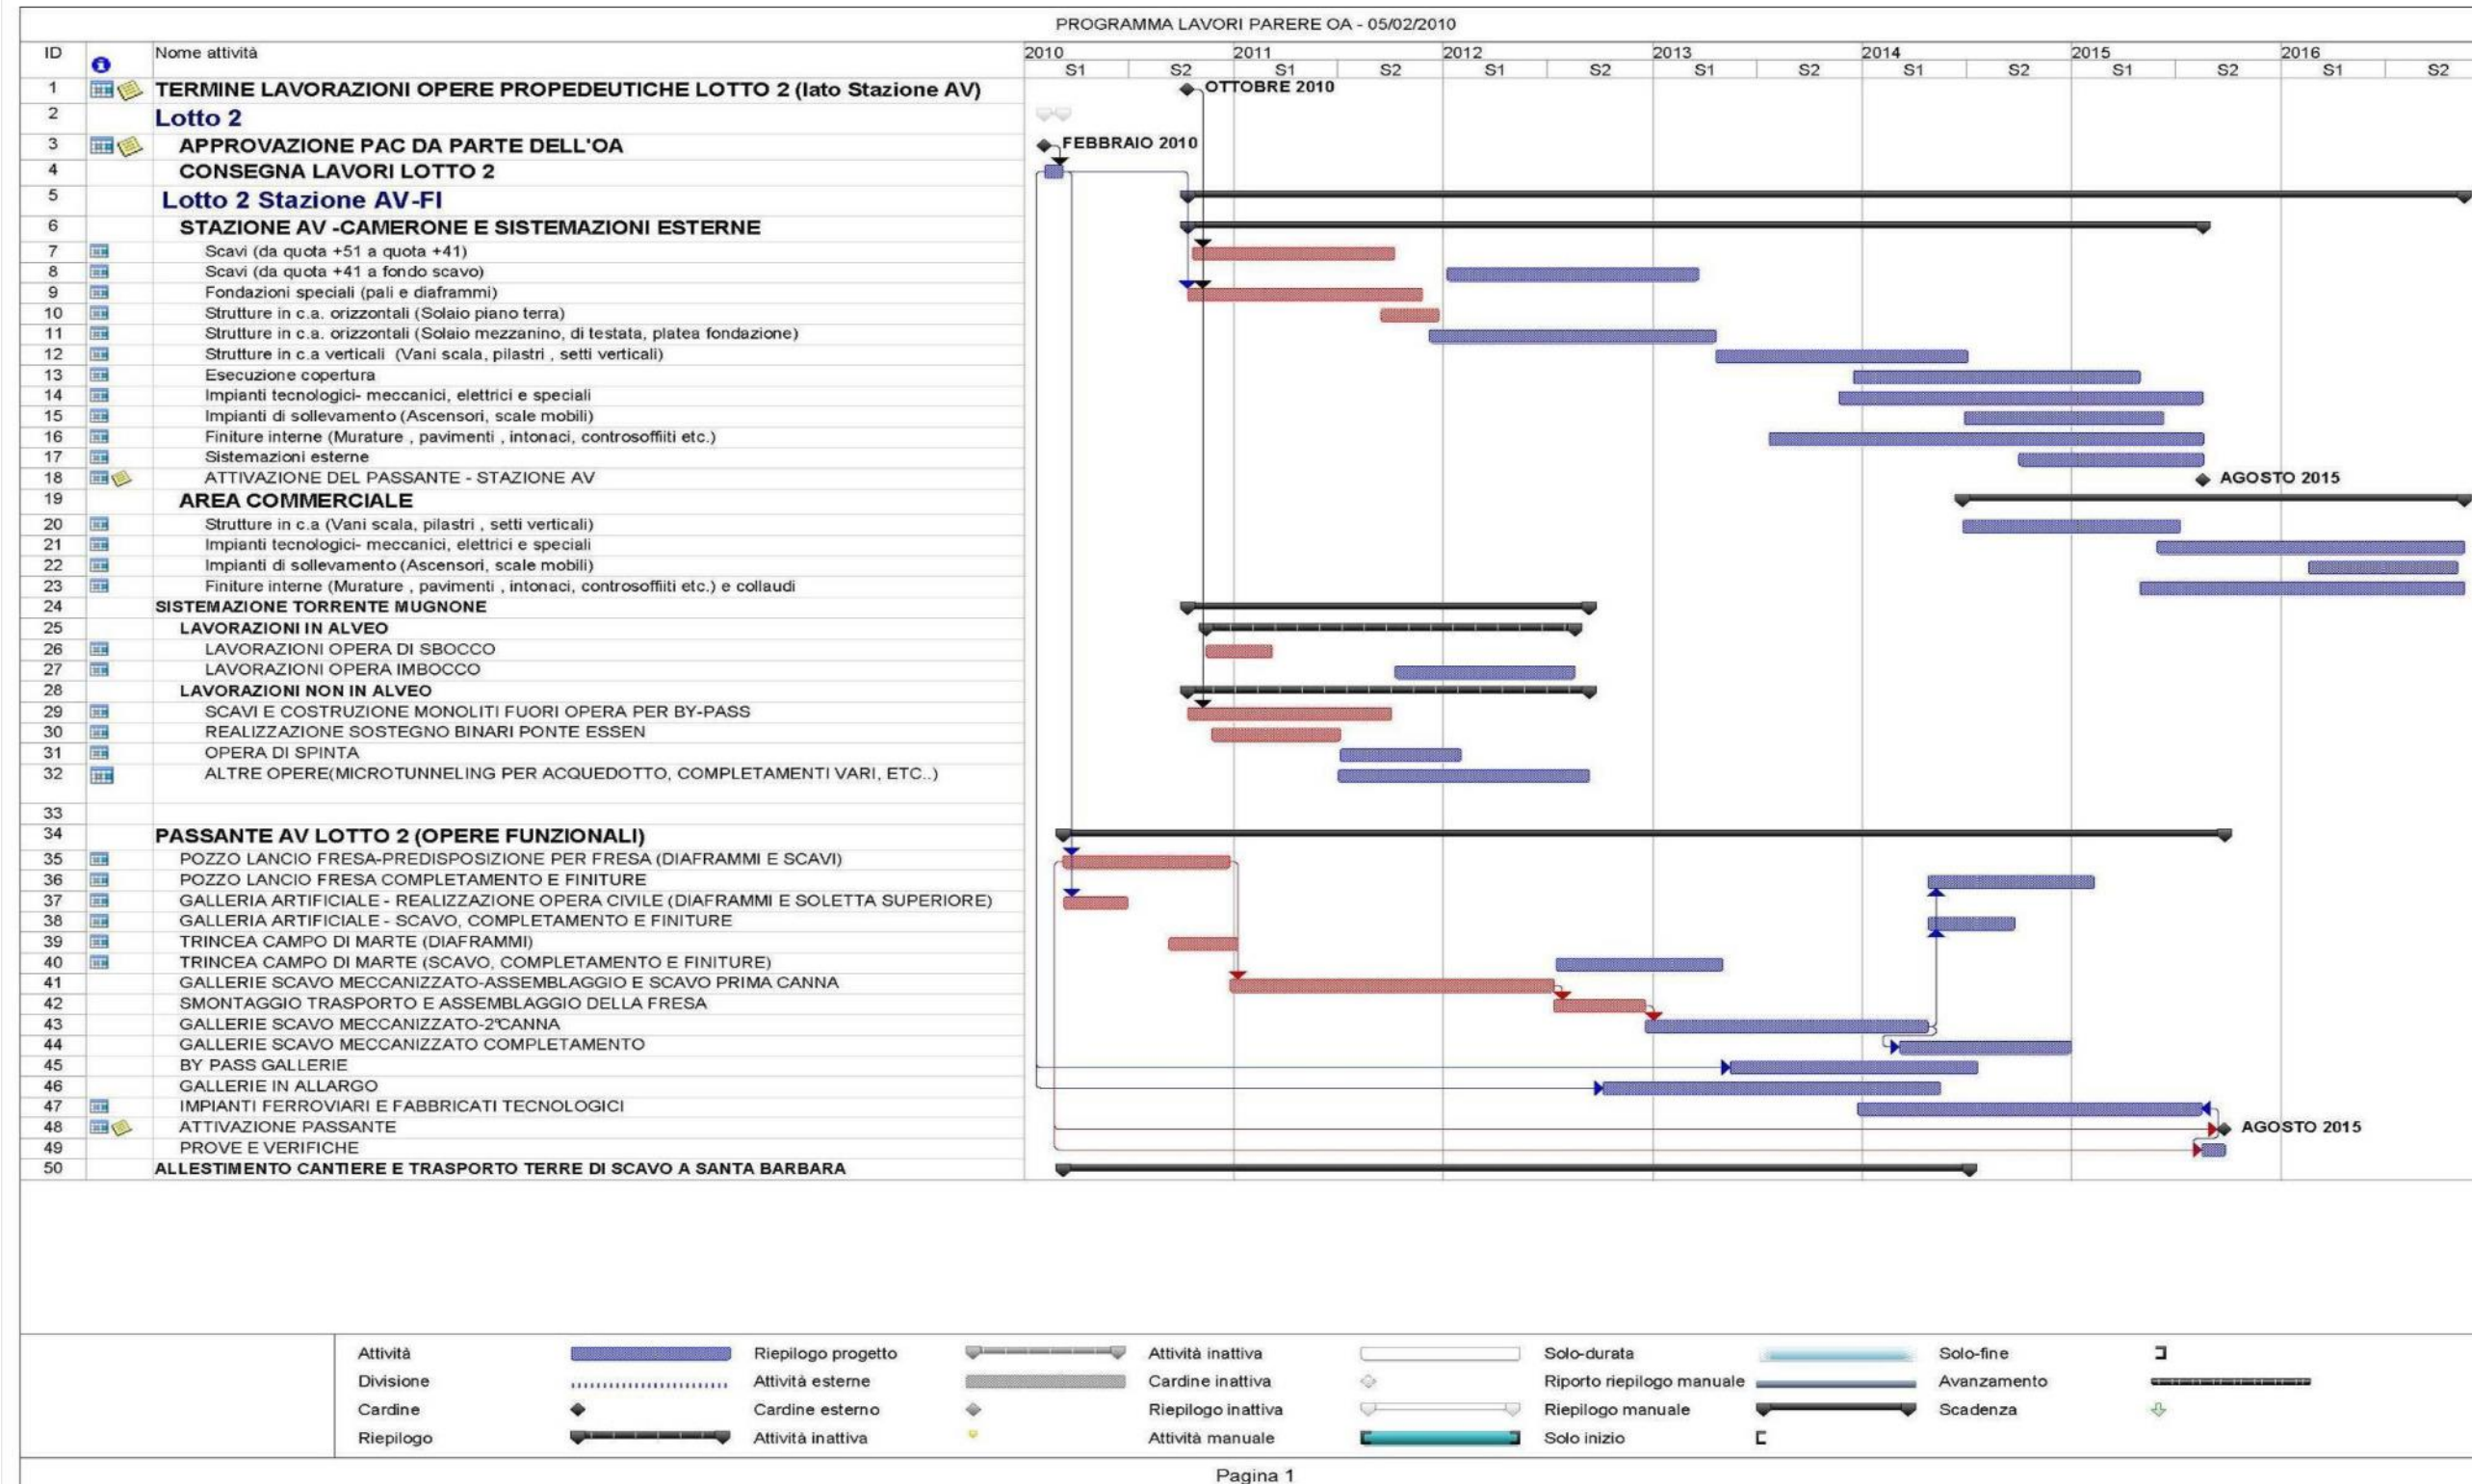 PROGRAMMA LAVORI PARERE OA - 05/02/2010
ID Nome attività 2010 2011 2012 2013 2014 2015 2016
S1 S2 S1 S2 S1 S2 S1 S2 S1 S2 S1 S2 S1 S2
1 TERMINE LAVORAZIONI OPERE PROPEDEUTICHE LOTTO 2 (lato Stazione AV) OTTOBRE 2010
2 Lotto 2
3 APPROVAZIONE PAC DA PARTE DELL'OA FEBBRAIO 2010
4 CONSEGNA LAVORI LOTTO 2
5 Lotto 2 Stazione AV-FI
6 STAZIONE AV -CAMERONE E SISTEMAZIONI ESTERNE
7 Scavi (da quota +51 a quota +41)
8 Scavi (da quota +41 a fondo scavo)
9 Fondazioni speciali (pali e diaframmi)
10 Strutture in c.a. orizzontali (Solaio piano terra)
11 Strutture in c.a. orizzontali (Solaio mezzanino, di testata, platea fondazione)
12 Strutture in c.a verticali (Vani scala, pilastri , setti verticali)
13 Esecuzione copertura
14 Impianti tecnologici- meccanici, elettrici e speciali
15 Impianti di sollevamento (Ascensori, scale mobili)
16 Finiture interne (Murature , pavimenti , intonaci, controsoffiiti etc.)
17 Sistemazioni esterne
18 ATTIVAZIONE DEL PASSANTE - STAZIONE AV AGOSTO 2015
19 AREA COMMERCIALE
20 Strutture in c.a (Vani scala, pilastri , setti verticali)
21 Impianti tecnologici- meccanici, elettrici e speciali
22 Impianti di sollevamento (Ascensori, scale mobili)
23 Finiture interne (Murature , pavimenti , intonaci, controsoffiiti etc.) e collaudi
24 SISTEMAZIONE TORRENTE MUGNONE
25 LAVORAZIONI IN ALVEO
26 LAVORAZIONI OPERA DI SBOCCO
27 LAVORAZIONI OPERA IMBOCCO
28 LAVORAZIONI NON IN ALVEO
29 SCAVI E COSTRUZIONE MONOLITI FUORI OPERA PER BY-PASS
30 REALIZZAZIONE SOSTEGNO BINARI PONTE ESSEN
31 OPERA DI SPINTA
32 ALTRE OPERE(MICROTUNNELING PER ACQUEDOTTO, COMPLETAMENTI VARI, ETC..)
33
34 PASSANTE AV LOTTO 2 (OPERE FUNZIONALI)
35 POZZO LANCIO FRESA-PREDISPOSIZIONE PER FRESA (DIAFRAMMI E SCAVI)
36 POZZO LANCIO FRESA COMPLETAMENTO E FINITURE
37 GALLERIA ARTIFICIALE - REALIZZAZIONE OPERA CIVILE (DIAFRAMMI E SOLETTA SUPERIORE)
38 GALLERIA ARTIFICIALE - SCAVO, COMPLETAMENTO E FINITURE
39 TRINCEA CAMPO DI MARTE (DIAFRAMMI)
40 TRINCEA CAMPO DI MARTE (SCAVO, COMPLETAMENTO E FINITURE)
41 GALLERIE SCAVO MECCANIZZATO-ASSEMBLAGGIO E SCAVO PRIMA CANNA
42 SMONTAGGIO TRASPORTO E ASSEMBLAGGIO DELLA FRESA
43 GALLERIE SCAVO MECCANIZZATO-2°CANNA
44 GALLERIE SCAVO MECCANIZZATO COMPLETAMENTO
45 BY PASS GALLERIE
46 GALLERIE IN ALLARGO
47 IMPIANTI FERROVIARI E FABBRICATI TECNOLOGICI
48 ATTIVAZIONE PASSANTE AGOSTO 2015
49 PROVE E VERIFICHE
50 ALLESTIMENTO CANTIERE E TRASPORTO TERRE DI SCAVO A SANTA BARBARA
Attività Riepilogo progetto Attività inattiva Solo-durata Solo-fine
Divisione Attività esterne Cardine inattiva Riporto riepilogo manuale Avanzamento
Cardine Cardine esterno Riepilogo inattiva Riepilogo manuale Scadenza
Riepilogo Attività inattiva Attività manuale Solo inizio
Pagina 1